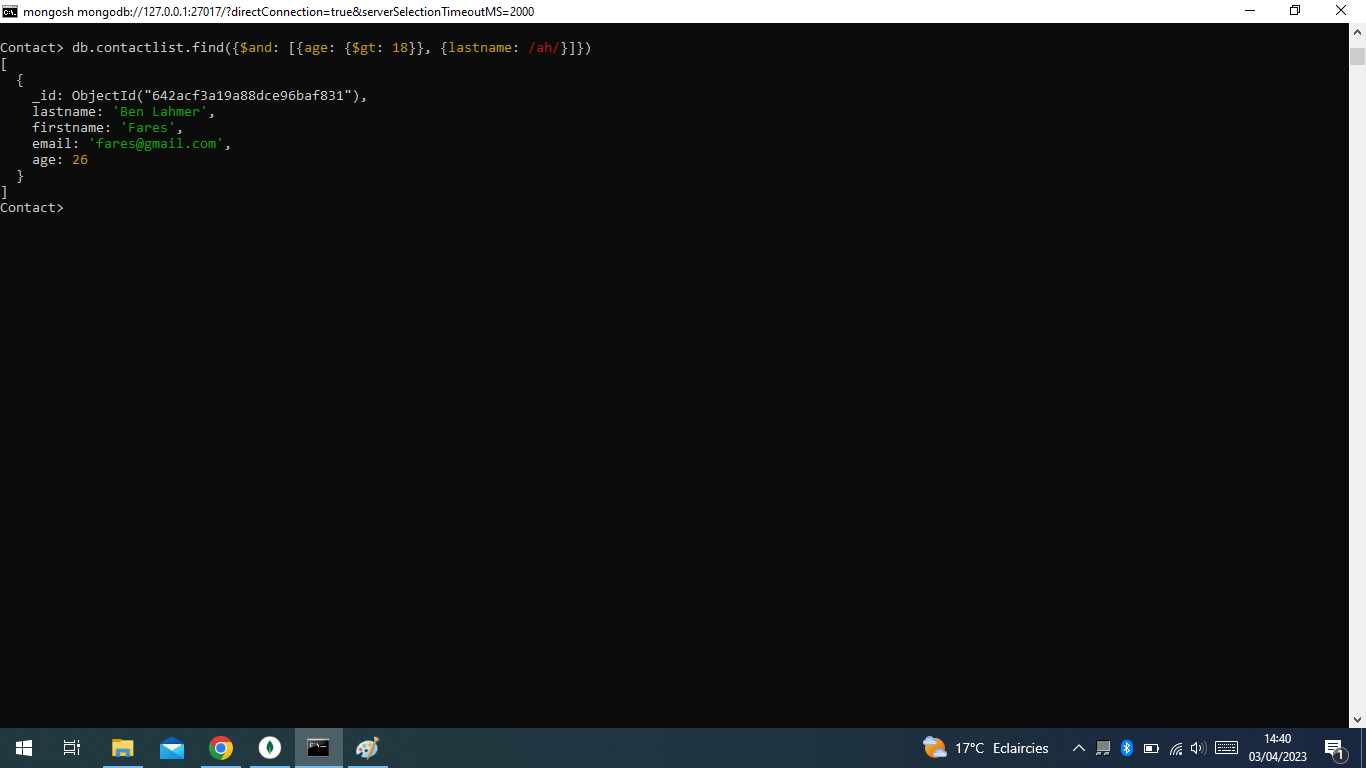 mongosh mongodb://127.0.0.1:27017/?directConnection=true&serverSelectionTimeoutMS=2000
Contact> db.contactlist.find({$and: [{age: {$gt: 18}}, {lastname: /ah/}]})
[
  {
    _id: ObjectId("642acf3a19a88dce96baf831"),
    lastname: 'Ben Lahmer',
    firstname: 'Fares',
    email: 'fares@gmail.com',
    age: 26
  }
]
Contact>
17°C Eclaircies
14:40
03/04/2023
1